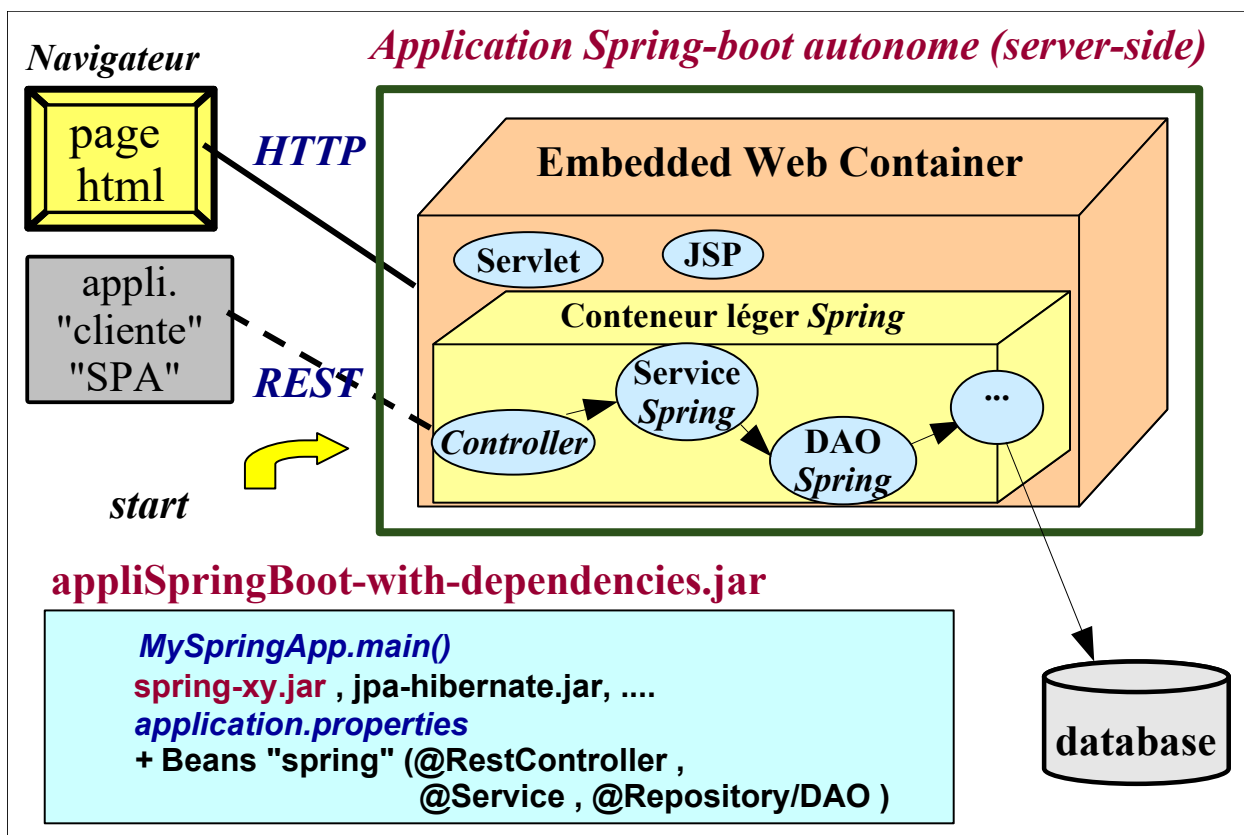 Navigateur
Application Spring-boot autonome (server-side)
page
html
HTTP
Embedded Web Container
Servlet
JSP
appli.
"cliente"
"SPA"
REST
Conteneur léger Spring
Controller
Service
Spring
DAO
Spring
...
start
appliSpringBoot-with-dependencies.jar
MySpringApp.main()
spring-xy.jar , jpa-hibernate.jar, ....
application.properties
+ Beans "spring" (@RestController ,
@Service , @Repository/DAO )
database